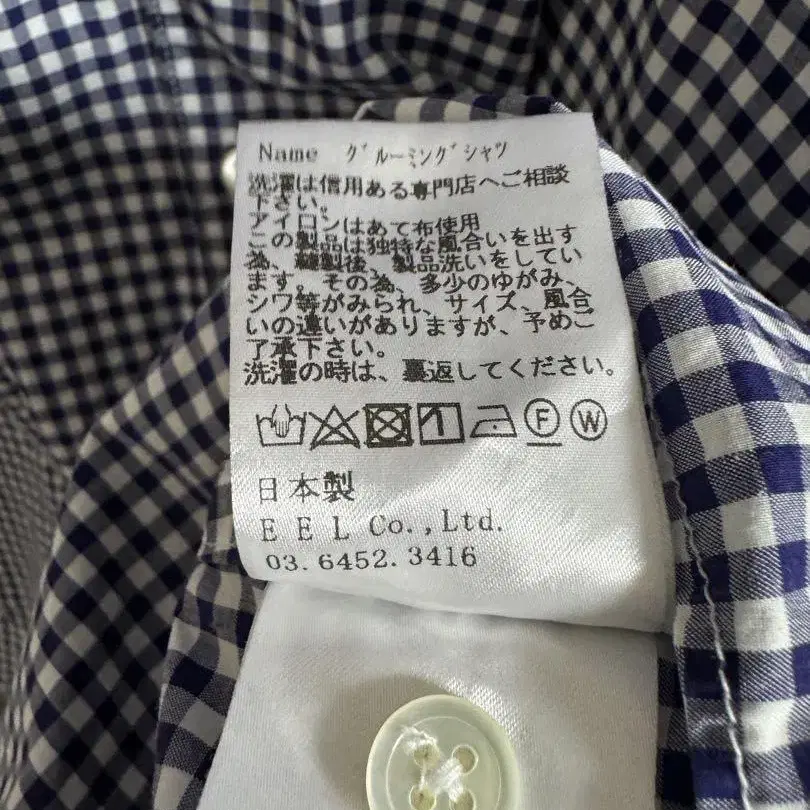 Name グルーミングシャツ
洗濯は信用ある専門店へご相談
下さい。
アイロンはあて布使用
この製品は独特な風合いを出す
為、縫製後、製品洗いをしてい
ます。その為、多少のゆがみ、
シワ等がみられ、サイズ、風合
いの違いがありますが、予めご
了承下さい。
洗濯の時は、裏返してください。
F W
日本製
EEL Co.,Ltd.
03.6452.3416